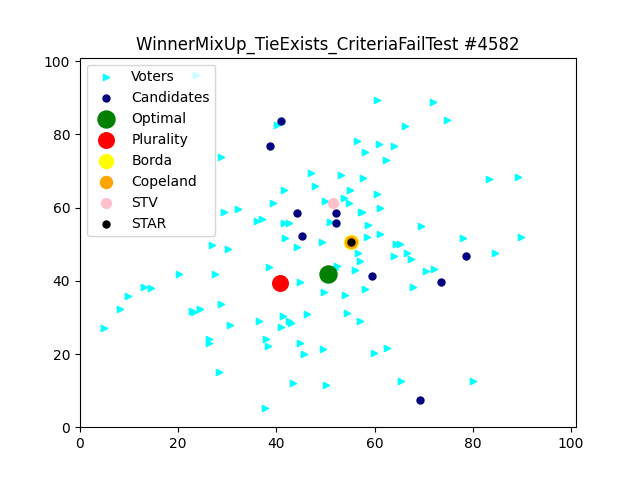 WinnerMixUp_TieExists_CriteriaFailTest #4582
100
80
60
40
20
0
Voters
Candidates
Optimal
Plurality
Borda
Copeland
STV
STAR
0 20 40 60 80 100